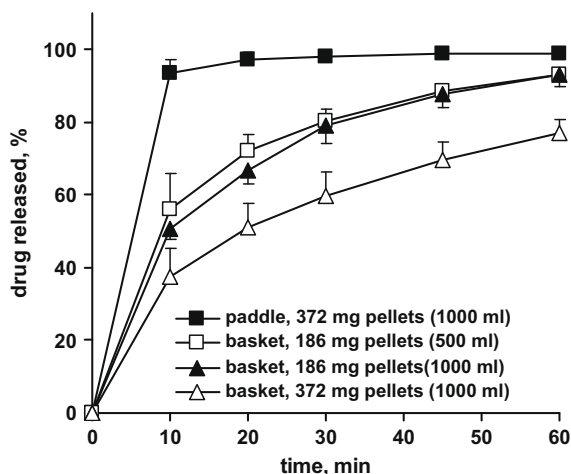 100
80
60
40
20
0
drug released, %
paddle, 372 mg pellets (1000 ml)
basket, 186 mg pellets (500 ml)
basket, 186 mg pellets(1000 ml)
basket, 372 mg pellets (1000 ml)
0 10 20 30 40 50 60
time, min